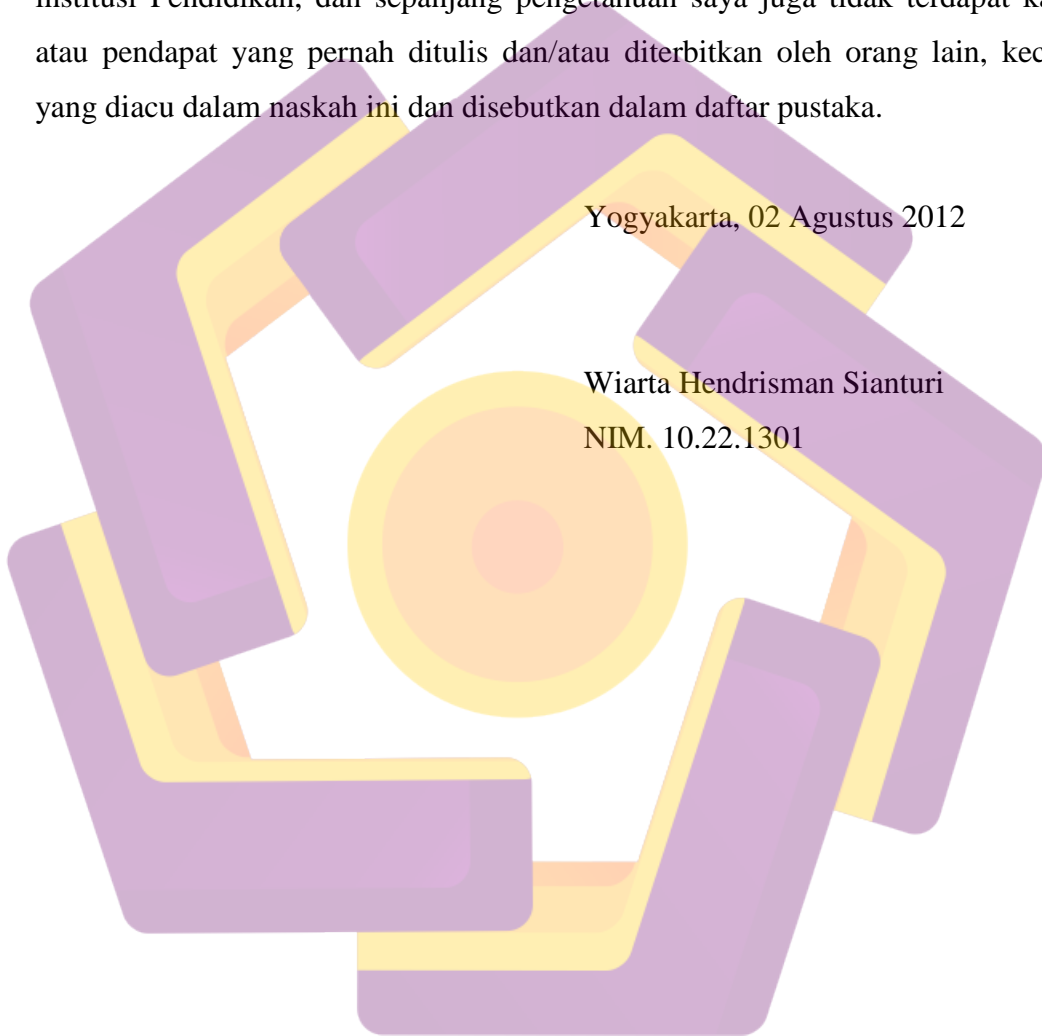 institusi Pendidikan, dan sepanjang pengetahuan saya juga tidak terdapat ka
atau pendapat yang pernah ditulis dan/atau diterbitkan oleh orang lain, kec
yang diacu dalam naskah ini dan disebutkan dalam daftar pustaka.
Yogyakarta, 02 Agustus 2012
Wiarta Hendrisman Sianturi
NIM. 10.22.1301